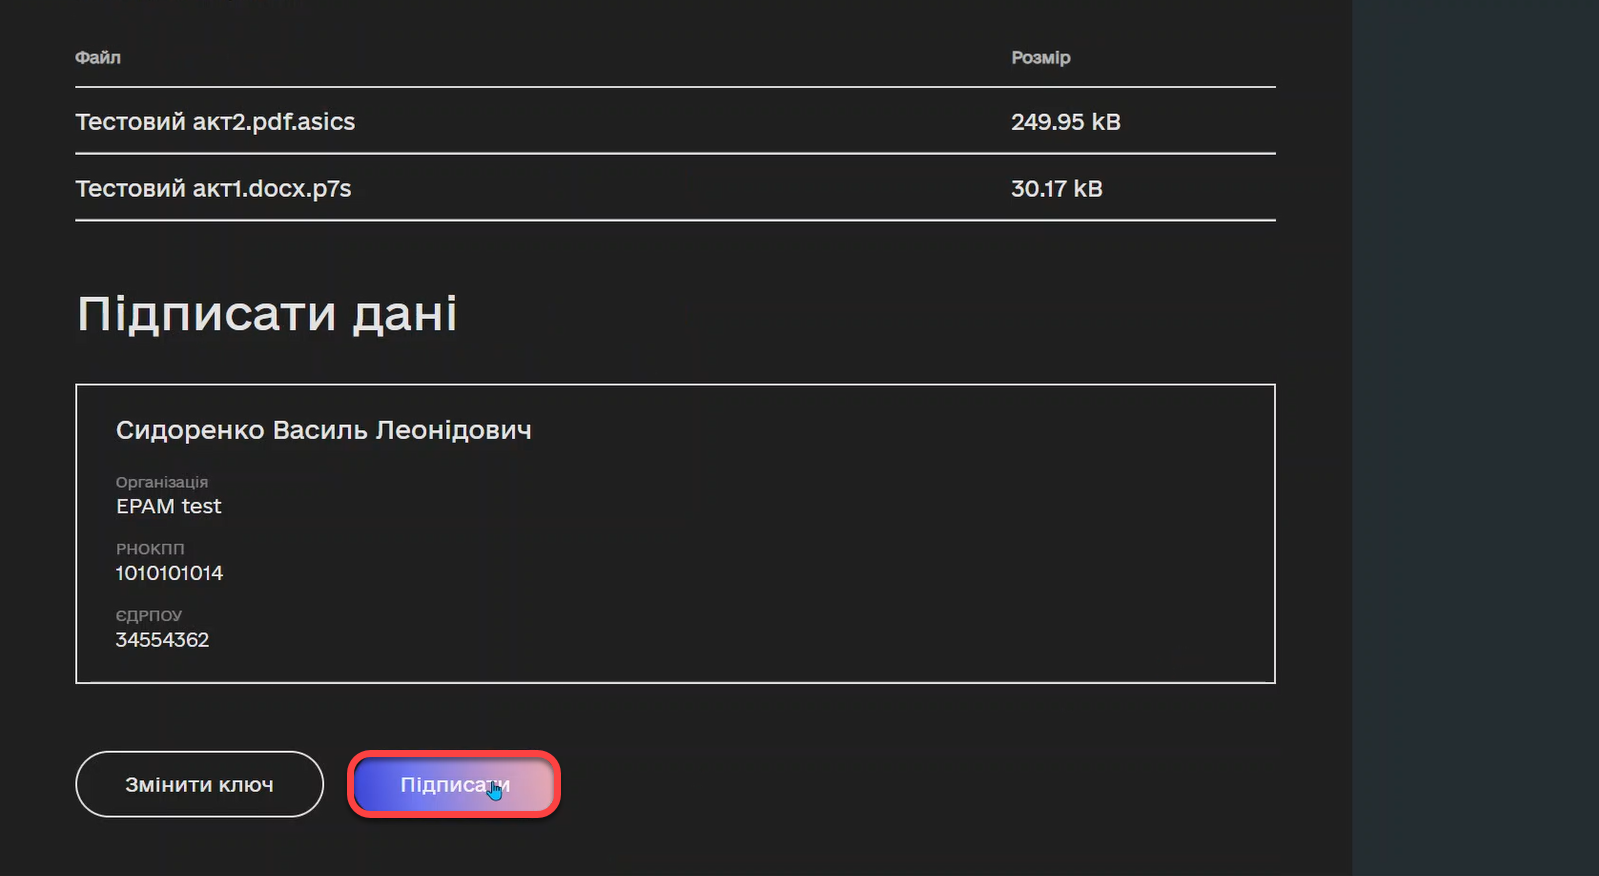 Файл Розмір
Тестовий акт2.pdf.asics 249.95 kB
Тестовий акт1.docx.p7s 30.17 kB
Підписати дані
Сидоренко Василь Леонідович
Організація
EPAM test
РНОКПП
1010101014
ЄДРПОУ
34554362
Змінити ключ Підписати